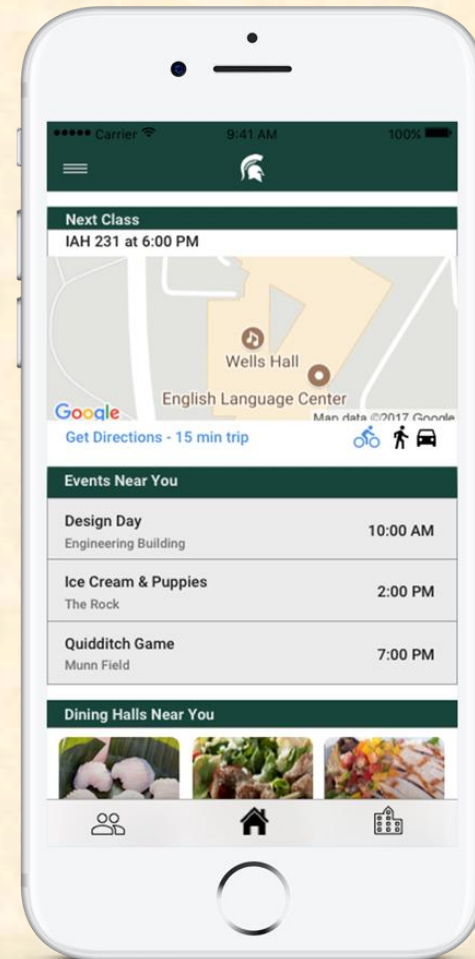 Carrier 9:41 AM 100%
Next Class
IAH 231 at 6:00 PM
Wells Hall
English Language Center
Google
Map data ©2017 Google
Get Directions - 15 min trip
Events Near You
Design Day
Engineering Building
10:00 AM
Ice Cream & Puppies
The Rock
2:00 PM
Quidditch Game
Munn Field
7:00 PM
Dining Halls Near You